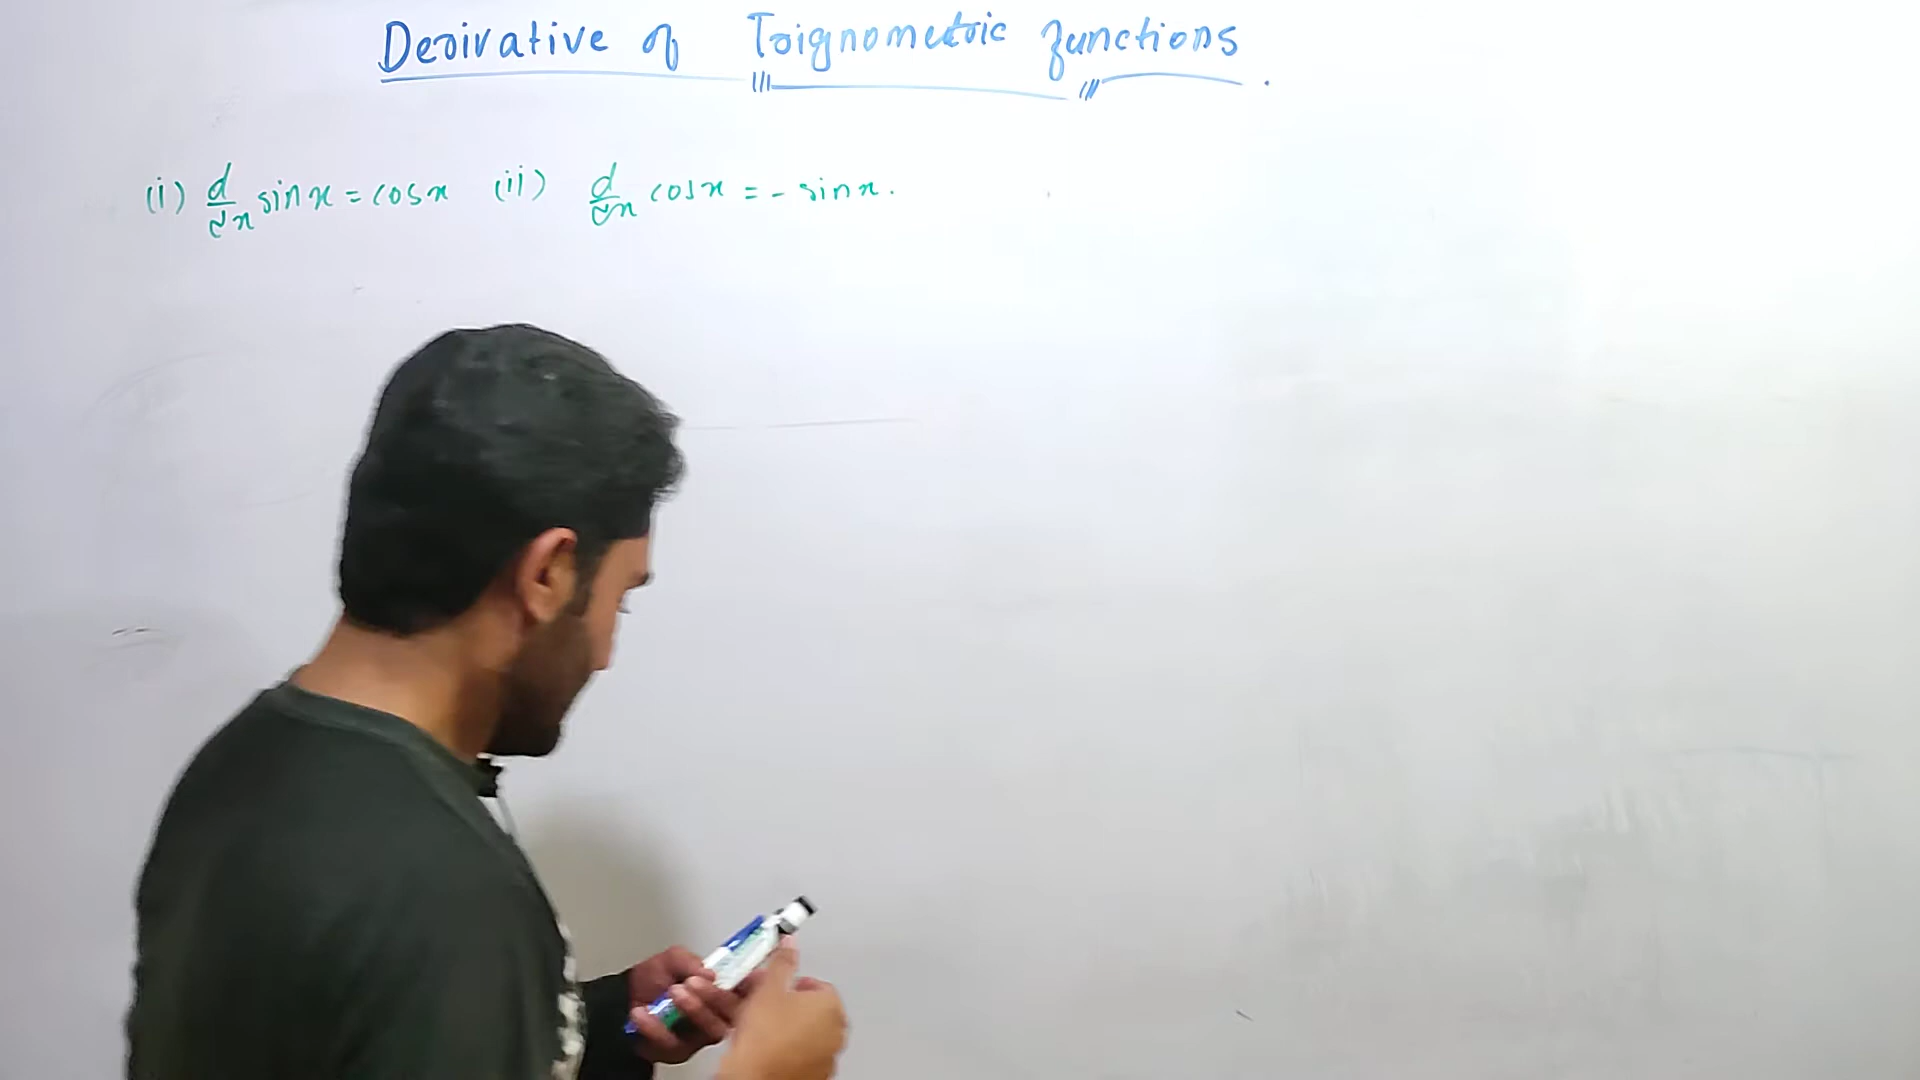 Derivative of Trignometric functions.
(i) d/dx sin x = cos x (ii) d/dx cos x = - sin x.